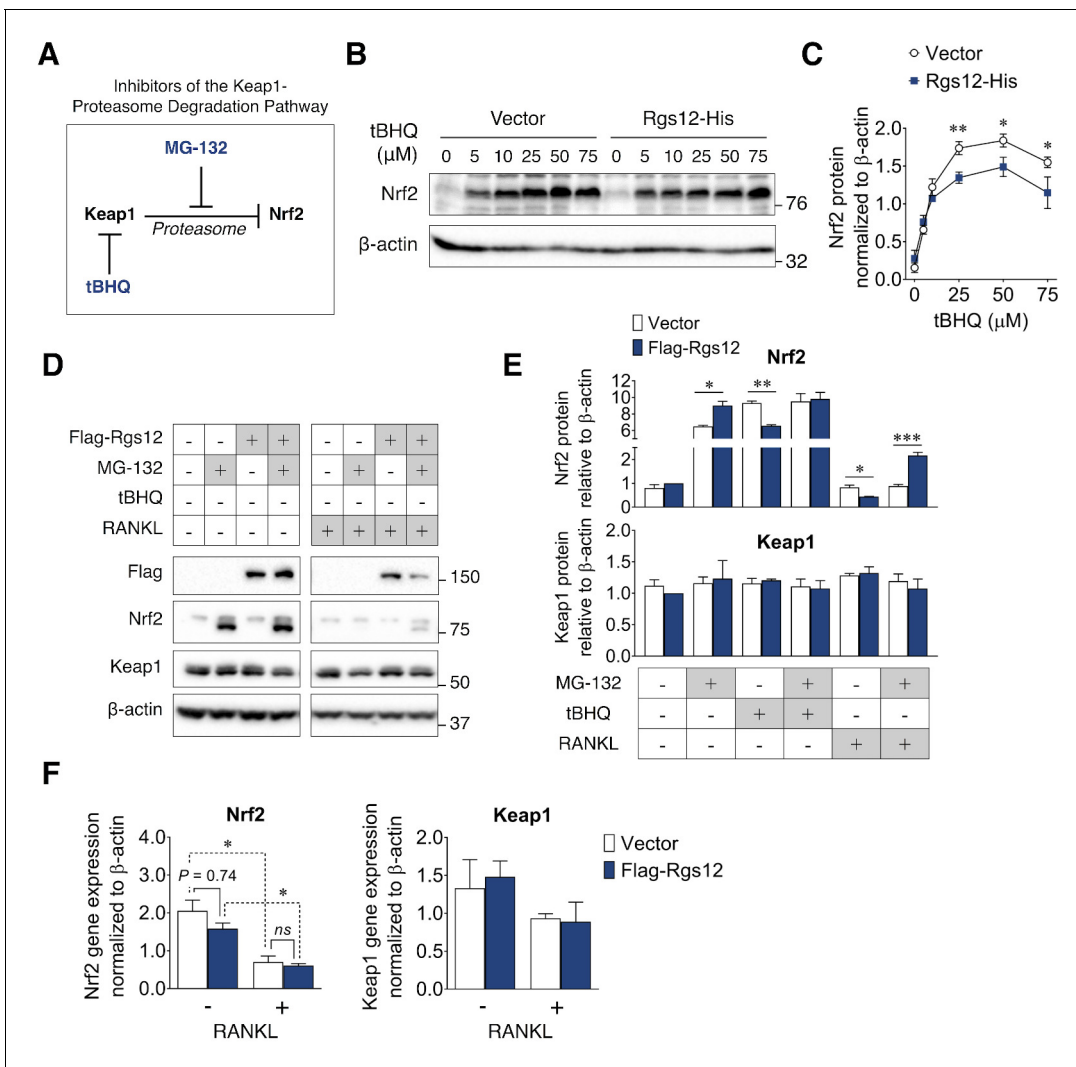 A
Inhibitors of the Keap1-
Proteasome Degradation Pathway
MG-132
Keap1
Nrf2
Proteasome
tBHQ
B
Vector
Rgs12-His
tBHQ
(μM)
0 5 10 25 50 75 0 5 10 25 50 75
Nrf2
76
β-actin
32
C
Vector
Rgs12-His
Nrf2 protein
normalized to β-actin
2.0
1.5
1.0
0.5
0.0
** * *
0 25 50 75
tBHQ (μM)
D
Flag-Rgs12 - - + + - - + +
MG-132 - + - + - + - +
tBHQ - - - - - - - -
RANKL - - - - + + + +
Flag
150
Nrf2
75
Keap1
50
β-actin
37
E
Vector
Flag-Rgs12
Nrf2
Nrf2 protein
relative to β-actin
12
10
8
6
2
1
0
* ** * ***
Keap1
Keap1 protein
relative to β-actin
1.5
1.0
0.5
0.0
MG-132 - + - + - +
tBHQ - - + + - -
RANKL - - - - + +
F
Nrf2
Nrf2 gene expression
normalized to β-actin
4.0
3.0
2.0
1.0
0.0
*
P = 0.74
*
ns
- +
RANKL
Keap1
Keap1 gene expression
normalized to β-actin
2.0
1.5
1.0
0.5
0.0
- +
RANKL
Vector
Flag-Rgs12